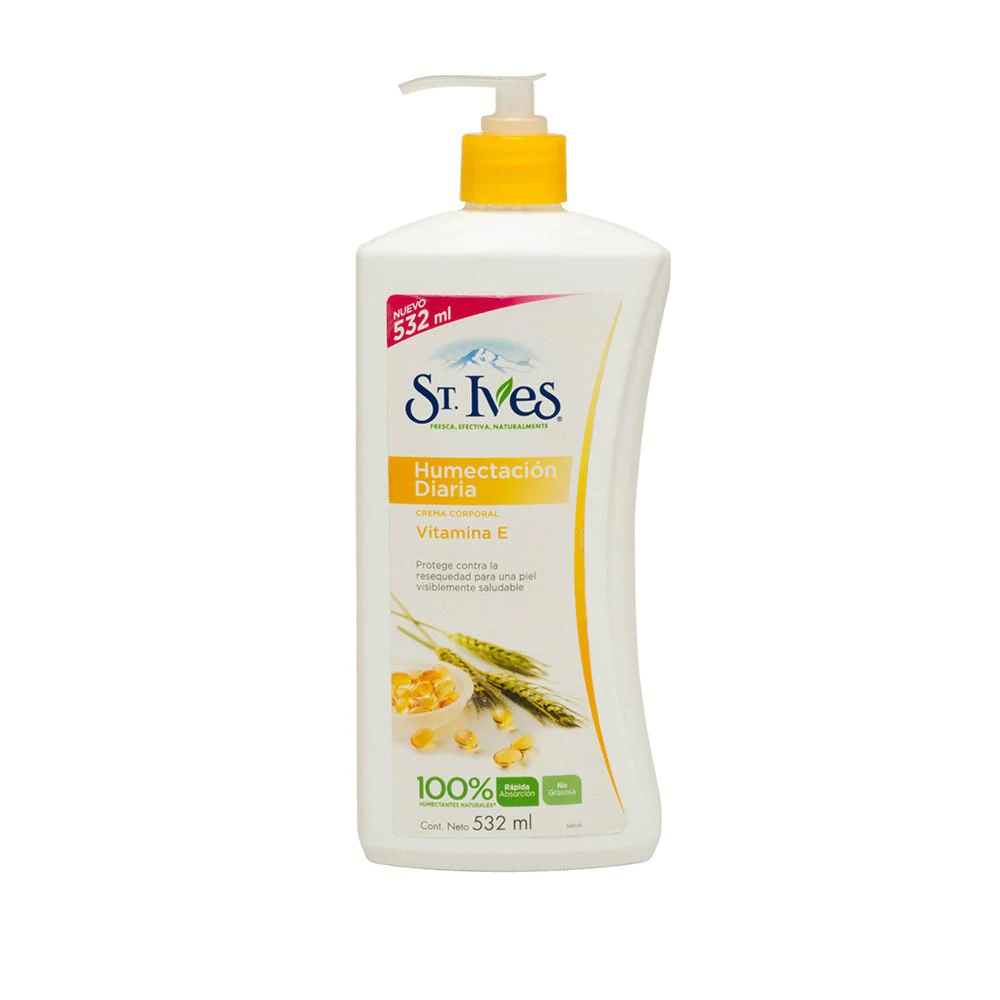 NUEVO
532 ml
ST. IVES®
FRESCA. EFECTIVA. NATURALMENTE
Humectación
Diaria
CREMA CORPORAL
Vitamina E
Protege contra la
resequedad para una piel
visiblemente saludable
100%
HUMECTANTES NATURALES*
Rápida
Absorción
No
Grasosa
Cont. Neto 532 ml